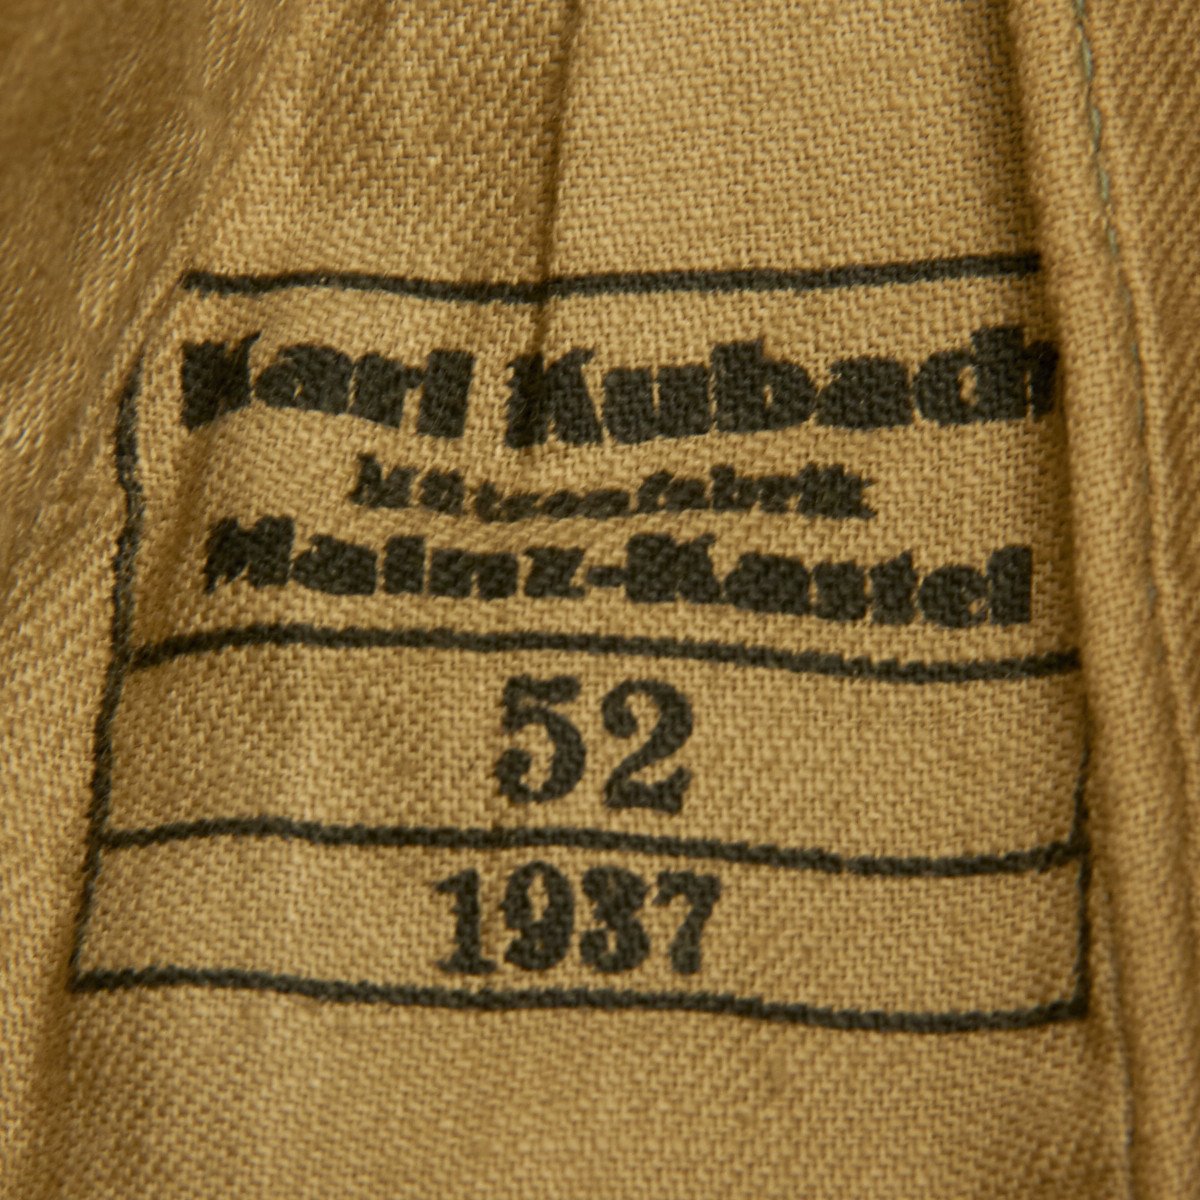 Karl Kubach
Mützenfabrik
Mainz-Kastel
52
1937